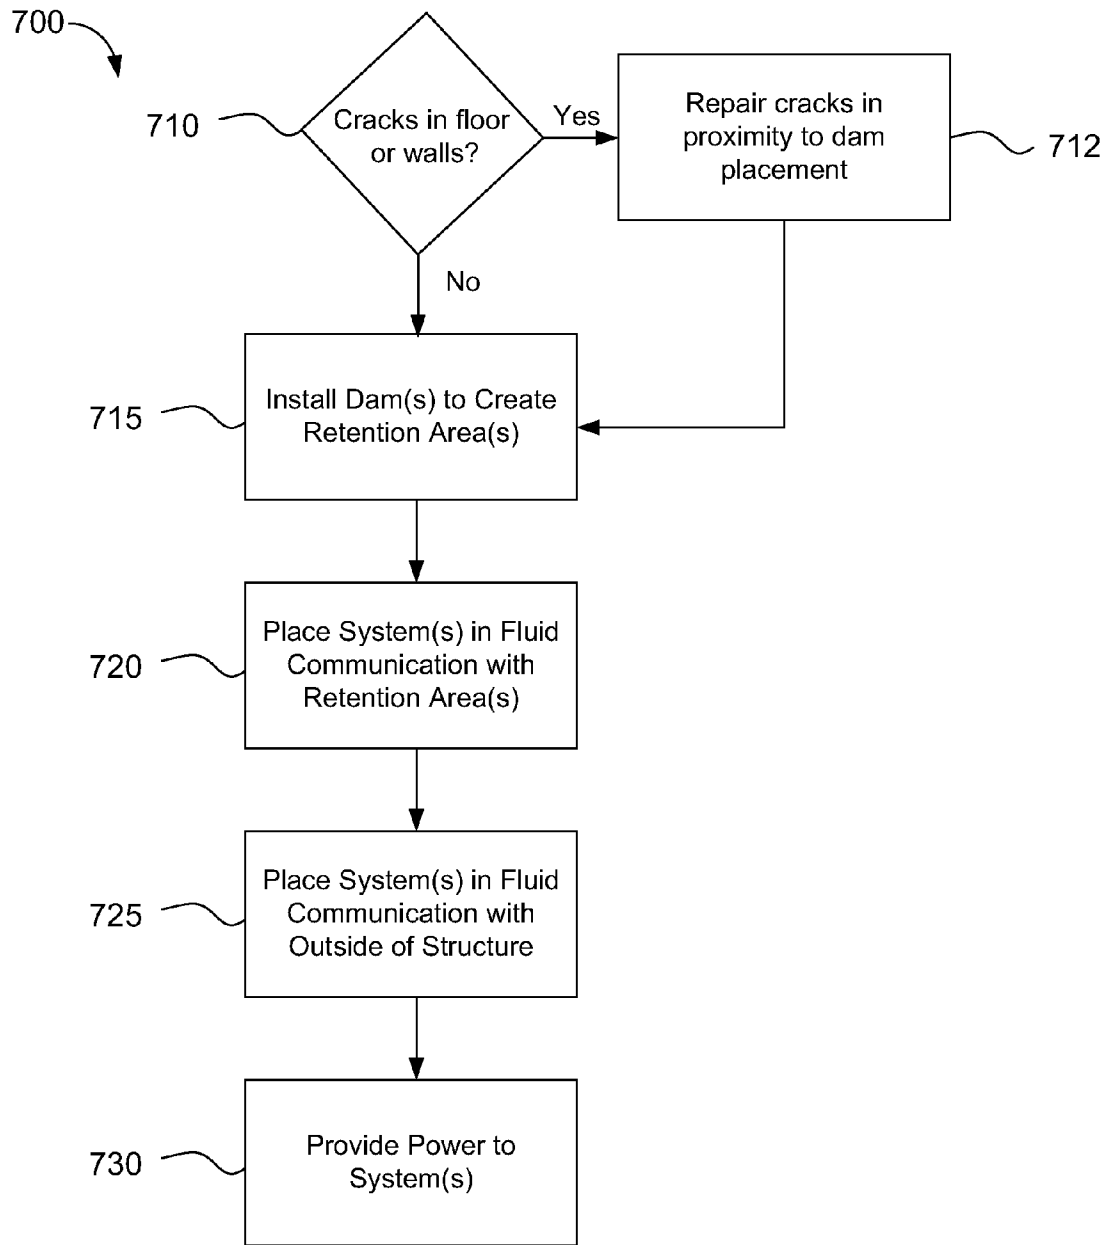 700
710
Cracks in floor
or walls?
Yes
Repair cracks in
proximity to dam
placement
712
No
715
Install Dam(s) to Create
Retention Area(s)
720
Place System(s) in Fluid
Communication with
Retention Area(s)
725
Place System(s) in Fluid
Communication with
Outside of Structure
730
Provide Power to
System(s)